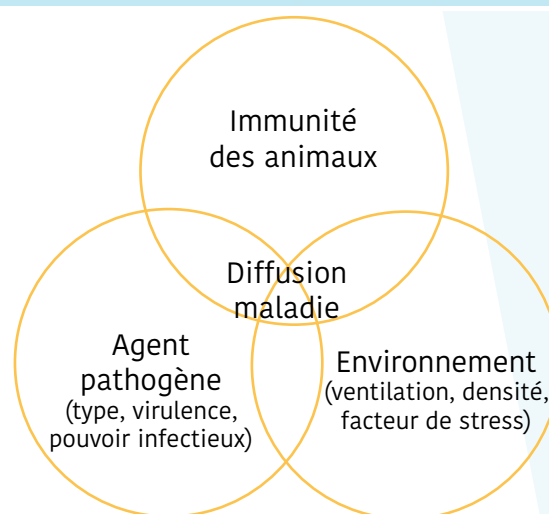 Immunité
des animaux
Diffusion
maladie
Agent
pathogène
(type, virulence,
pouvoir infectieux)
Environnement
(ventilation, densité,
facteur de stress)